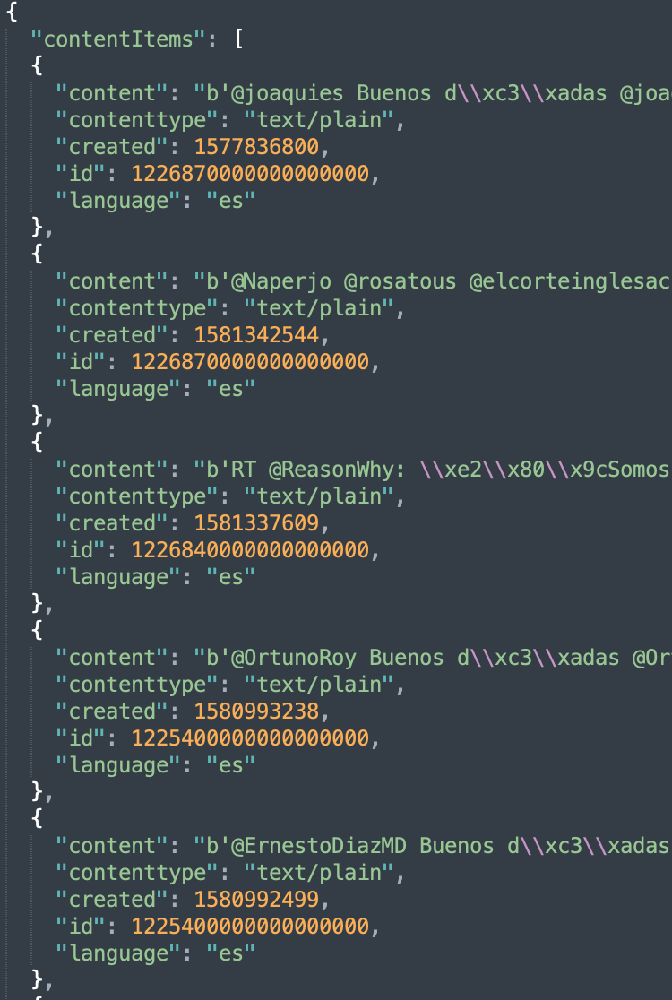 {
"contentItems": [
{
"content": "b'@joaquies Buenos d\\xc3\\xadas @joa
"contenttype": "text/plain",
"created": 1577836800,
"id": 1226870000000000000,
"language": "es"
},
{
"content": "b'@Naperjo @rosatous @elcorteinglesac
"contenttype": "text/plain",
"created": 1581342544,
"id": 1226870000000000000,
"language": "es"
},
{
"content": "b'RT @ReasonWhy: \\xe2\\x80\\x9cSomos
"contenttype": "text/plain",
"created": 1581337609,
"id": 1226840000000000000,
"language": "es"
},
{
"content": "b'@OrtunoRoy Buenos d\\xc3\\xadas @Or
"contenttype": "text/plain",
"created": 1580993238,
"id": 1225400000000000000,
"language": "es"
},
{
"content": "b'@ErnestoDiazMD Buenos d\\xc3\\xadas
"contenttype": "text/plain",
"created": 1580992499,
"id": 1225400000000000000,
"language": "es"
},
{